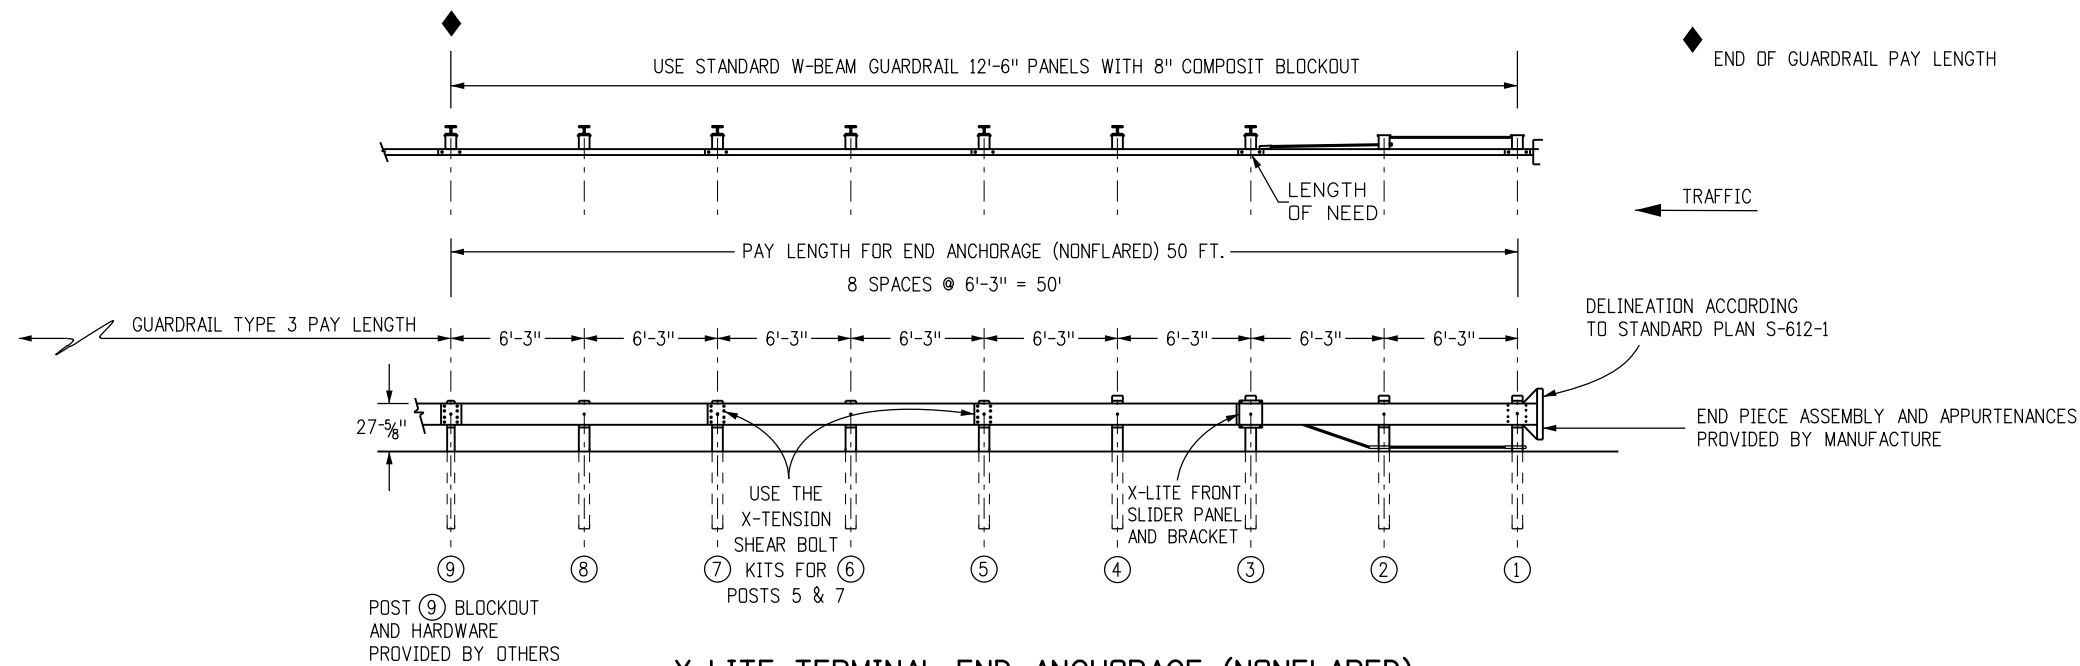 USE STANDARD W-BEAM GUARDRAIL 12'-6" PANELS WITH 8" COMPOSIT BLOCKOUT
END OF GUARDRAIL PAY LENGTH
LENGTH
OF NEED
TRAFFIC
PAY LENGTH FOR END ANCHORAGE (NONFLARED) 50 FT.
8 SPACES @ 6'-3" = 50'
DELINEATION ACCORDING
TO STANDARD PLAN S-612-1
GUARDRAIL TYPE 3 PAY LENGTH
6'-3" 6'-3" 6'-3" 6'-3" 6'-3" 6'-3" 6'-3" 6'-3"
27-5/8"
END PIECE ASSEMBLY AND APPURTENANCES
PROVIDED BY MANUFACTURE
USE THE
X-TENSION
SHEAR BOLT
KITS FOR
POSTS 5 & 7
X-LITE FRONT
SLIDER PANEL
AND BRACKET
9 8 7 6 5 4 3 2 1
POST 9 BLOCKOUT
AND HARDWARE
PROVIDED BY OTHERS
X-LITE TERMINAL END ANCHORAGE (NONFLARED)